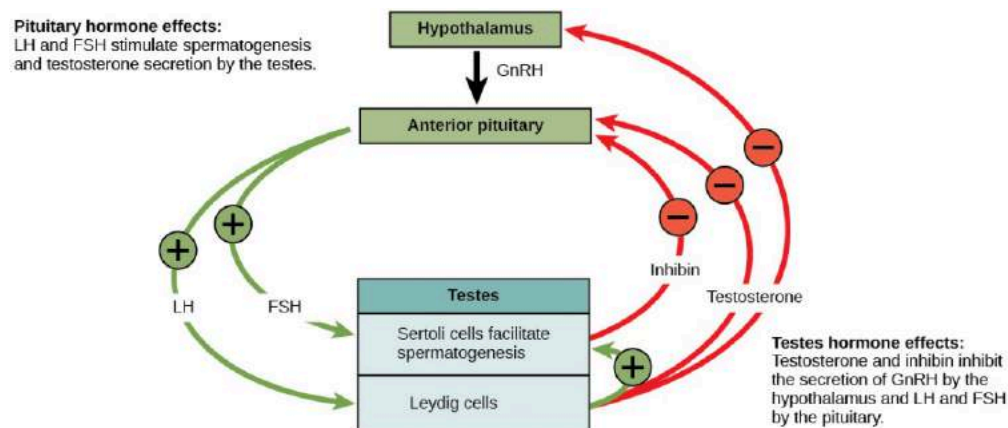 Pituitary hormone effects:
LH and FSH stimulate spermatogenesis
and testosterone secretion by the testes.
Hypothalamus
GnRH
Anterior pituitary
+
+
−
−
−
LH
FSH
Inhibin
Testosterone
Testes
Sertoli cells facilitate
spermatogenesis
+
Leydig cells
Testes hormone effects:
Testosterone and inhibin inhibit
the secretion of GnRH by the
hypothalamus and LH and FSH
by the pituitary.